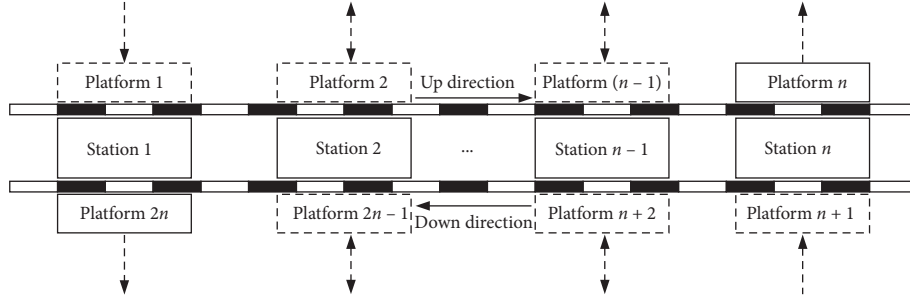 Platform 1
Platform 2
Up direction
Platform (n – 1)
Platform n
Station 1
Station 2
...
Station n – 1
Station n
Platform 2n
Platform 2n – 1
Down direction
Platform n + 2
Platform n + 1